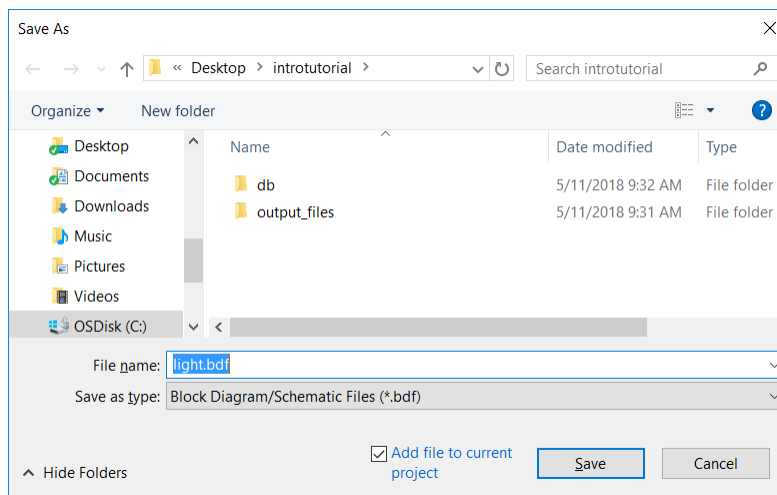 Save As
« Desktop > introtutorial >
Search introtutorial
Organize
New folder
?
Desktop
Documents
Downloads
Music
Pictures
Videos
OSDisk (C:)
Name Date modified Type
db 5/11/2018 9:32 AM File folder
output_files 5/11/2018 9:31 AM File folder
File name: light.bdf
Save as type: Block Diagram/Schematic Files (*.bdf)
Add file to current
project
Save
Cancel
Hide Folders